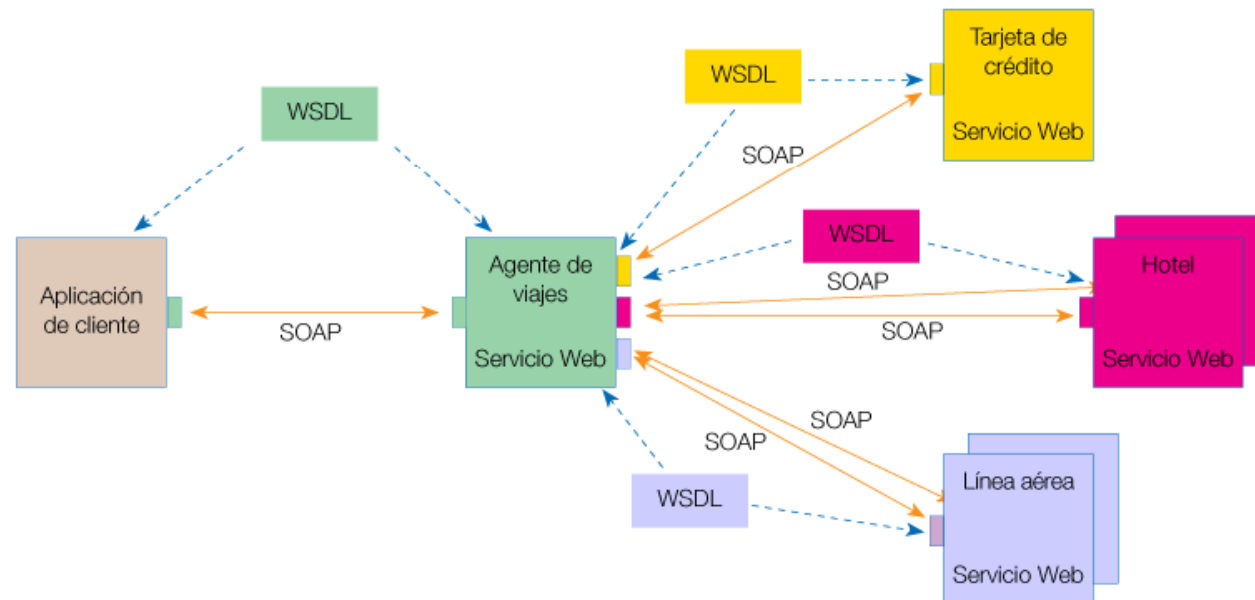 Tarjeta de
crédito
Servicio Web
WSDL
WSDL
SOAP
WSDL
Hotel
Servicio Web
Agente de
viajes
Servicio Web
Aplicación
de cliente
SOAP
SOAP
SOAP
SOAP
SOAP
WSDL
Línea aérea
Servicio Web